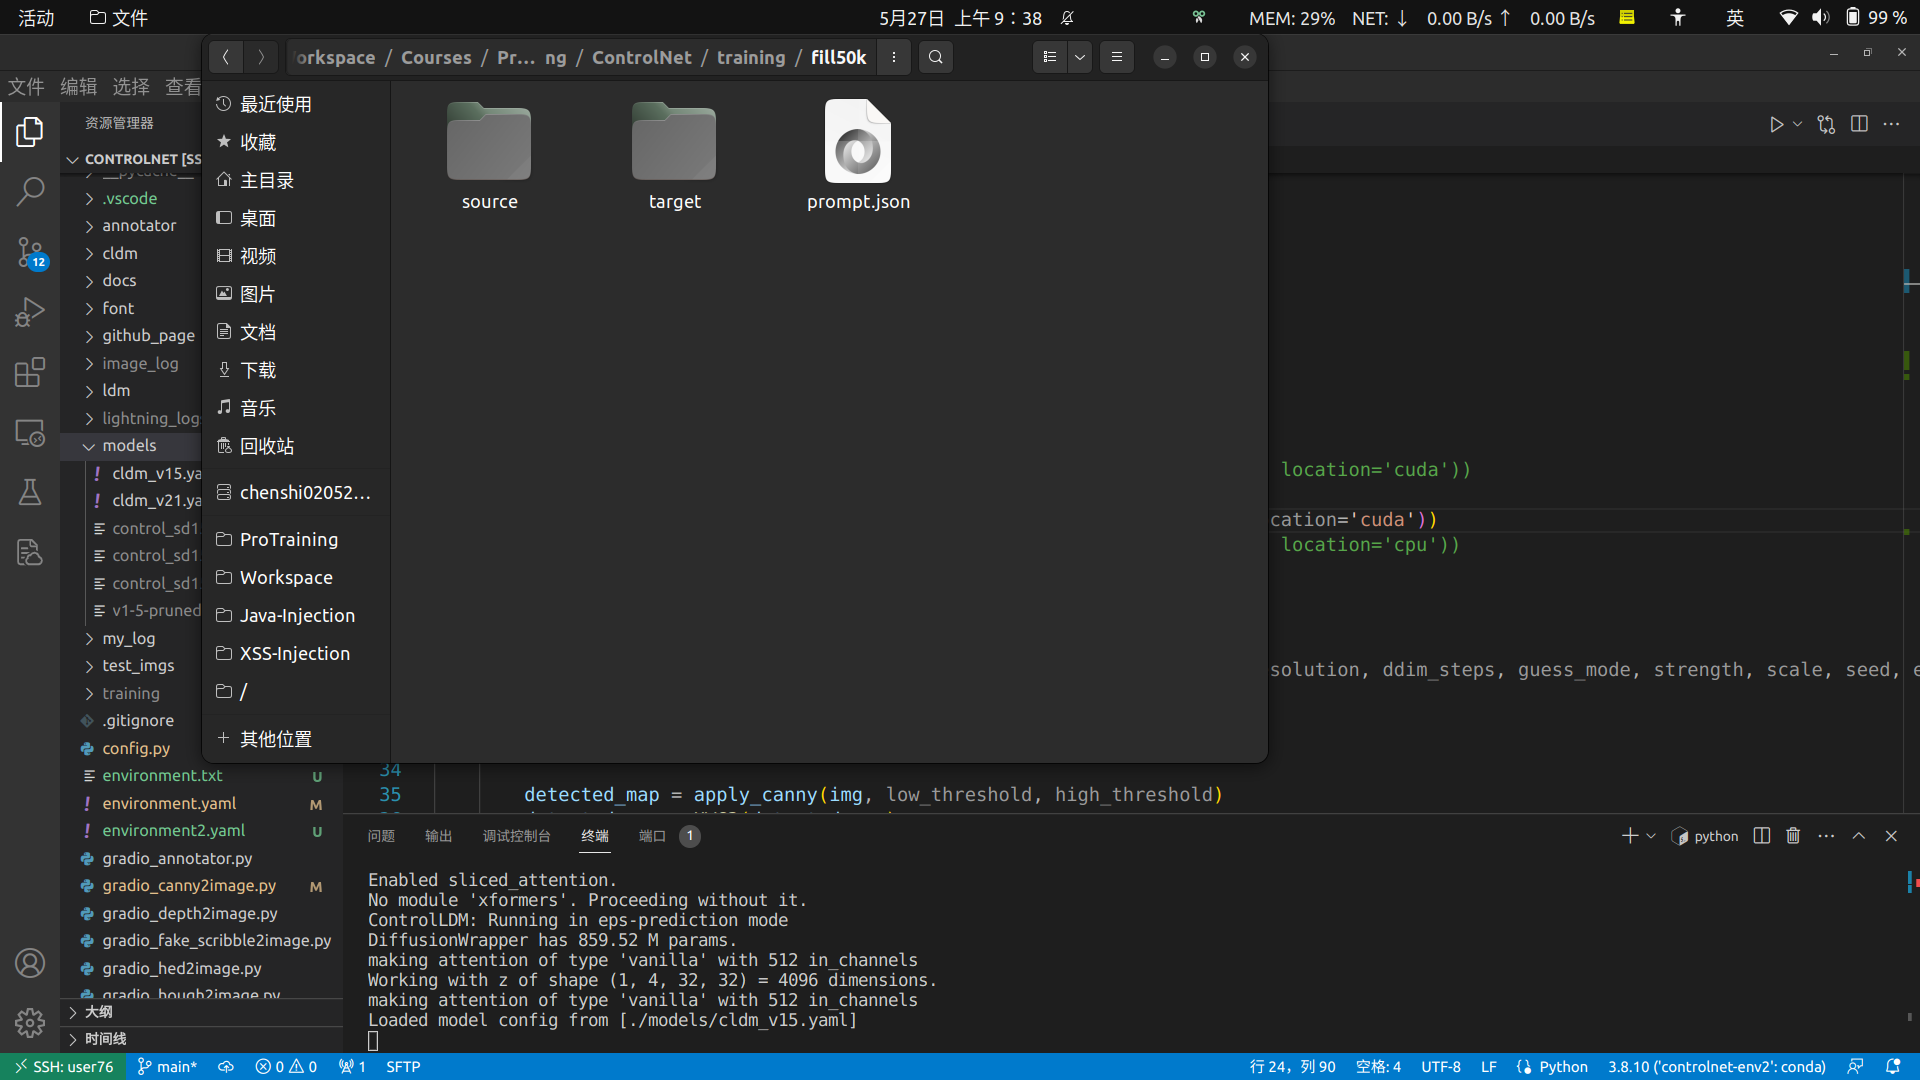 活动
文件
5月27日 上午 9:38
MEM: 29%
NET: ↓ 0.00 B/s ↑ 0.00 B/s
英
99 %
orkspace / Courses / Pr... ng / ControlNet / training / fill50k
文件
编辑
选择
查看
资源管理器
CONTROLNET [SS
__pycache__
.vscode
annotator
cldm
docs
font
github_page
image_log
ldm
lightning_log
models
cldm_v15.ya
cldm_v21.ya
control_sd1
control_sd1
control_sd1
v1-5-pruned
my_log
test_imgs
training
.gitignore
config.py
environment.txt U
environment.yaml M
environment2.yaml U
gradio_annotator.py
gradio_canny2image.py M
gradio_depth2image.py
gradio_fake_scribble2image.py
gradio_hed2image.py
gradio_hough2image.py
大纲
时间线
12
最近使用
收藏
主目录
桌面
视频
图片
文档
下载
音乐
回收站
chenshi02052...
ProTraining
Workspace
Java-Injection
XSS-Injection
/
其他位置
source
target
prompt.json
location='cuda'))
cation='cuda'))
location='cpu'))
solution, ddim_steps, guess_mode, strength, scale, seed, e
34
35 detected_map = apply_canny(img, low_threshold, high_threshold)
问题
输出
调试控制台
终端
端口
1
python
Enabled sliced_attention.
No module 'xformers'. Proceeding without it.
ControlLDM: Running in eps-prediction mode
DiffusionWrapper has 859.52 M params.
making attention of type 'vanilla' with 512 in_channels
Working with z of shape (1, 4, 32, 32) = 4096 dimensions.
making attention of type 'vanilla' with 512 in_channels
Loaded model config from [./models/cldm_v15.yaml]
SSH: user76
main*
0
0
1
SFTP
行 24, 列 90
空格: 4
UTF-8
LF
Python
3.8.10 ('controlnet-env2': conda)